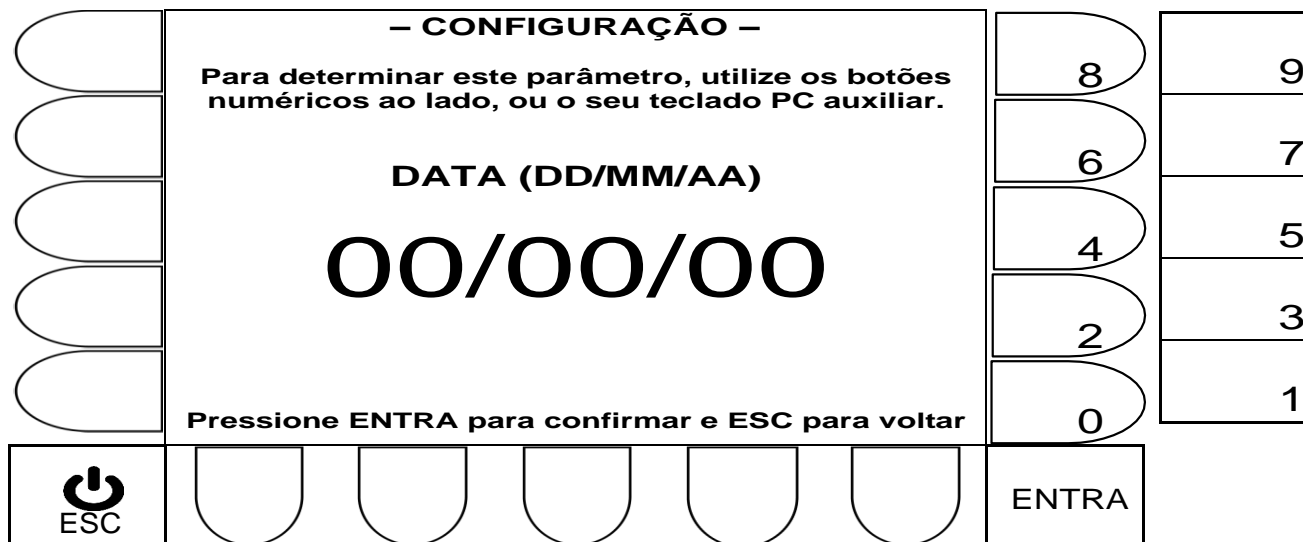 – CONFIGURAÇÃO –
Para determinar este parâmetro, utilize os botões
numéricos ao lado, ou o seu teclado PC auxiliar.
DATA (DD/MM/AA)
00/00/00
Pressione ENTRA para confirmar e ESC para voltar
8 9
6 7
4 5
2 3
0 1
ESC
ENTRA